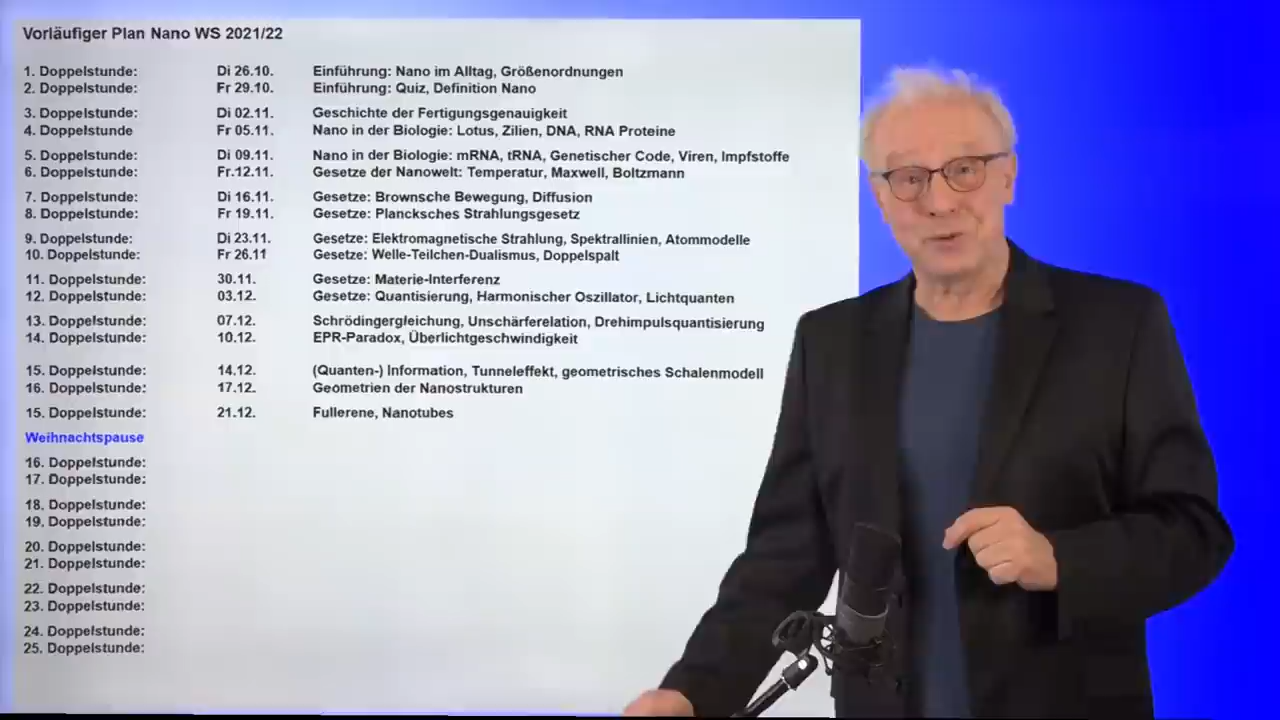 Vorläufiger Plan Nano WS 2021/22
1. Doppelstunde: Di 26.10. Einführung: Nano im Alltag, Größenordnungen
2. Doppelstunde: Fr 29.10. Einführung: Quiz, Definition Nano
3. Doppelstunde: Di 02.11. Geschichte der Fertigungsgenauigkeit
4. Doppelstunde Fr 05.11. Nano in der Biologie: Lotus, Zilien, DNA, RNA Proteine
5. Doppelstunde: Di 09.11. Nano in der Biologie: mRNA, tRNA, Genetischer Code, Viren, Impfstoffe
6. Doppelstunde: Fr.12.11. Gesetze der Nanowelt: Temperatur, Maxwell, Boltzmann
7. Doppelstunde: Di 16.11. Gesetze: Brownsche Bewegung, Diffusion
8. Doppelstunde: Fr 19.11. Gesetze: Plancksches Strahlungsgesetz
9. Doppelstunde: Di 23.11. Gesetze: Elektromagnetische Strahlung, Spektrallinien, Atommodelle
10. Doppelstunde: Fr 26.11 Gesetze: Welle-Teilchen-Dualismus, Doppelspalt
11. Doppelstunde: 30.11. Gesetze: Materie-Interferenz
12. Doppelstunde: 03.12. Gesetze: Quantisierung, Harmonischer Oszillator, Lichtquanten
13. Doppelstunde: 07.12. Schrödingergleichung, Unschärferelation, Drehimpulsquantisierung
14. Doppelstunde: 10.12. EPR-Paradox, Überlichtgeschwindigkeit
15. Doppelstunde: 14.12. (Quanten-) Information, Tunneleffekt, geometrisches Schalenmodell
16. Doppelstunde: 17.12. Geometrien der Nanostrukturen
15. Doppelstunde: 21.12. Fullerene, Nanotubes
Weihnachtspause
16. Doppelstunde:
17. Doppelstunde:
18. Doppelstunde:
19. Doppelstunde:
20. Doppelstunde:
21. Doppelstunde:
22. Doppelstunde:
23. Doppelstunde:
24. Doppelstunde:
25. Doppelstunde: